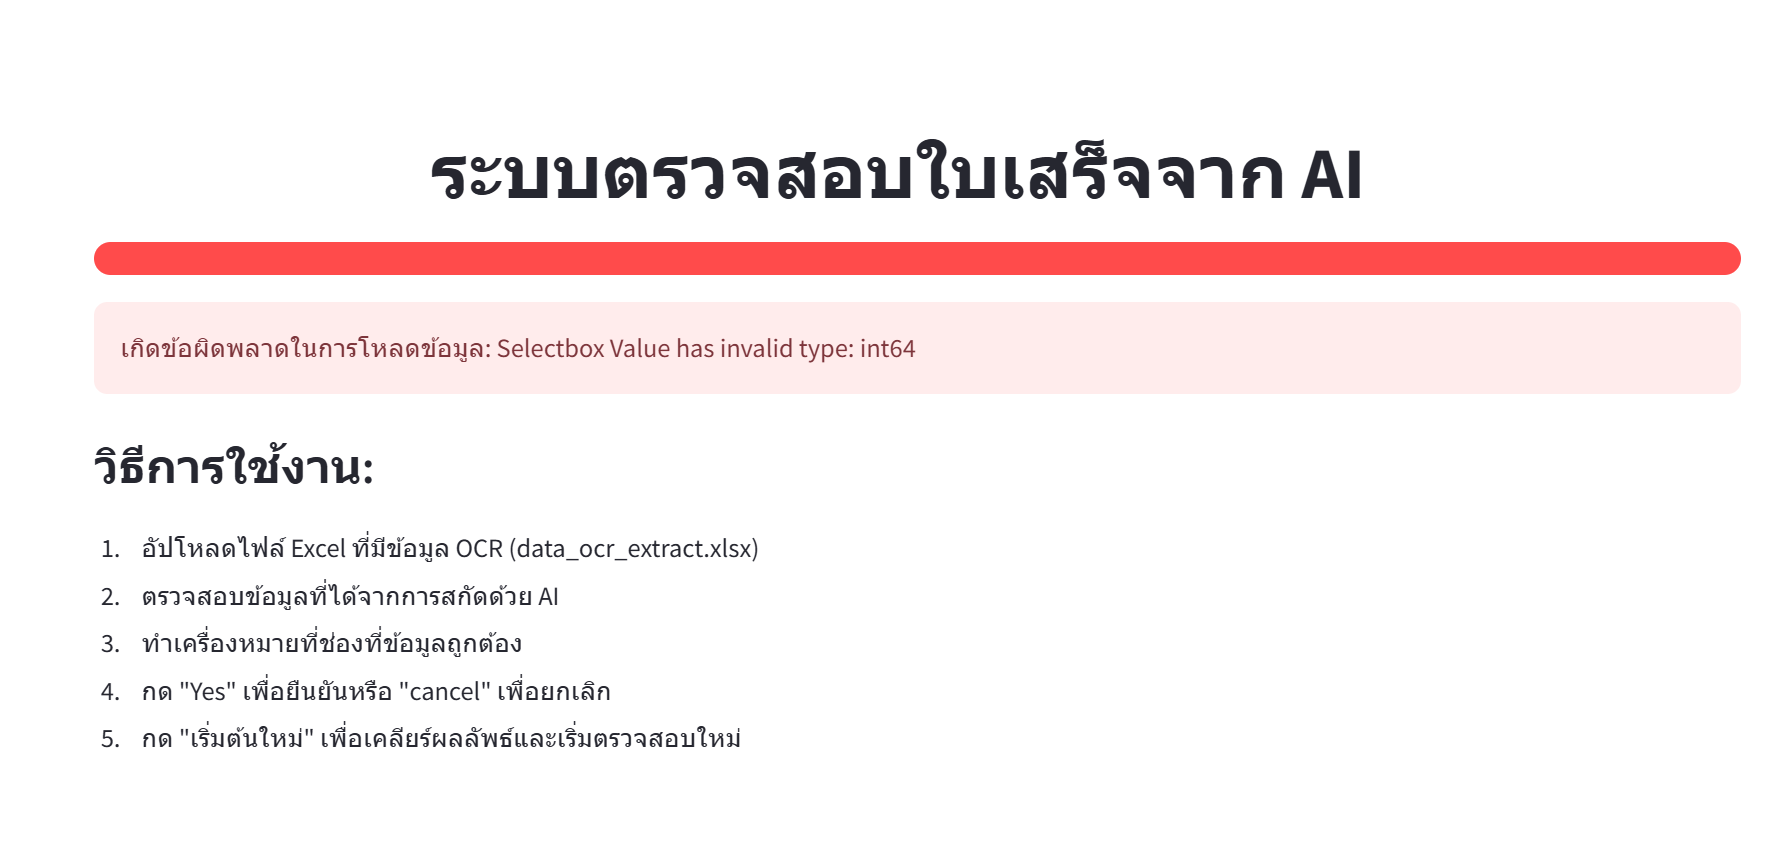 ระบบตรวจสอบใบเสร็จจาก AI
เกิดข้อผิดพลาดในการโหลดข้อมูล: Selectbox Value has invalid type: int64
วิธีการใช้งาน:
1. อัปโหลดไฟล์ Excel ที่มีข้อมูล OCR (data_ocr_extract.xlsx)
2. ตรวจสอบข้อมูลที่ได้จากการสกัดด้วย AI
3. ทำเครื่องหมายที่ช่องที่ข้อมูลถูกต้อง
4. กด "Yes" เพื่อยืนยันหรือ "cancel" เพื่อยกเลิก
5. กด "เริ่มต้นใหม่" เพื่อเคลียร์ผลลัพธ์และเริ่มตรวจสอบใหม่